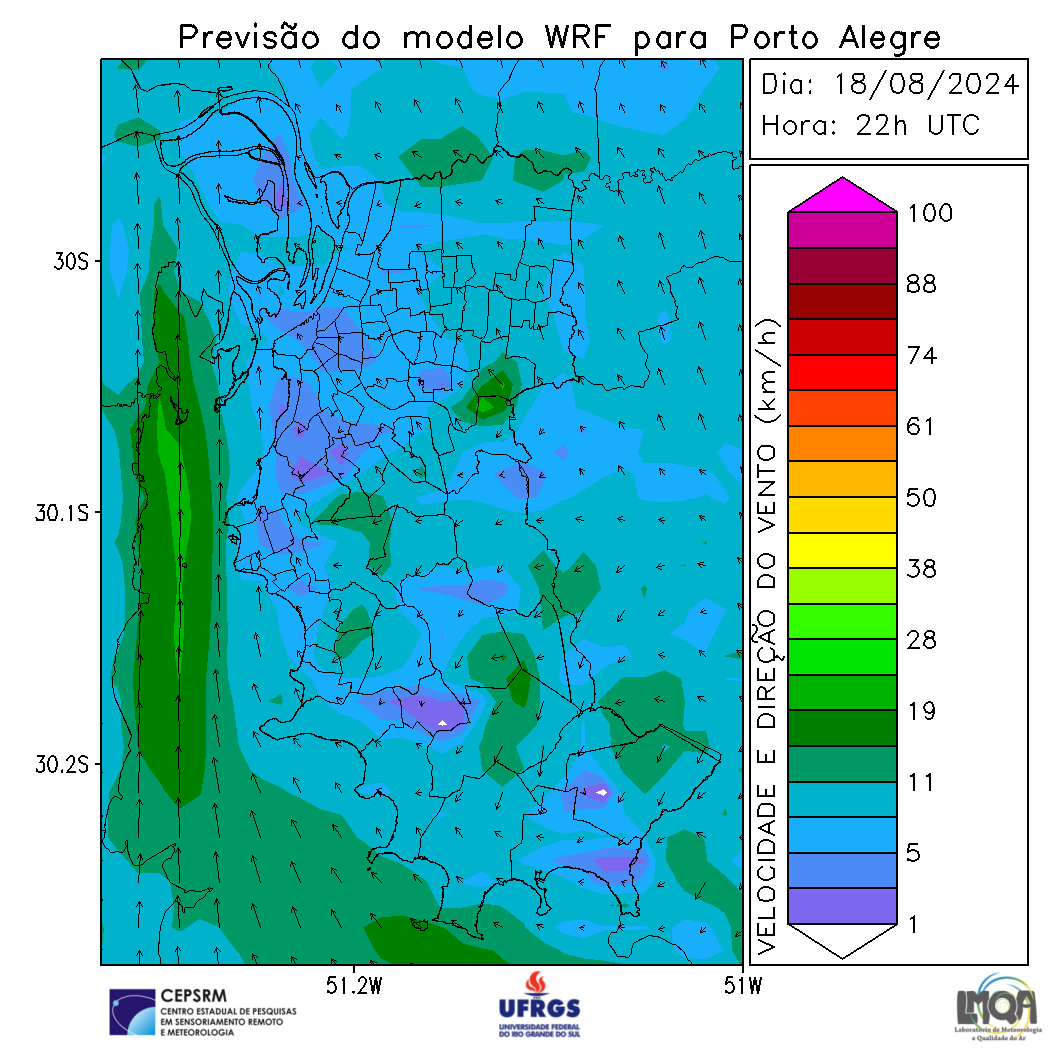 Previsão do modelo WRF para Porto Alegre
Dia: 18/08/2024
Hora: 22h UTC
30S
30.1S
30.2S
51.2W
51W
VELOCIDADE E DIREÇÃO DO VENTO (km/h)
100
88
74
61
50
38
28
19
11
5
1
CEPSRM
CENTRO ESTADUAL DE PESQUISAS
EM SENSORIAMENTO REMOTO
E METEOROLOGIA
UFRGS
UNIVERSIDADE FEDERAL
DO RIO GRANDE DO SUL
LMQA
Laboratório de Meteorologia
e Qualidade do Ar